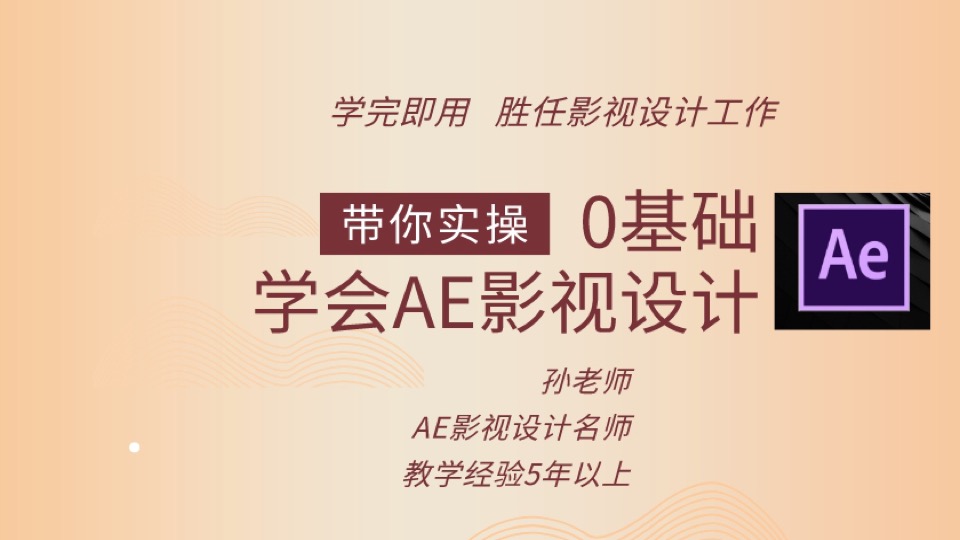 学完即用 胜任影视设计工作
带你实操 0基础
Ae
学会AE影视设计
孙老师
AE影视设计名师
教学经验5年以上